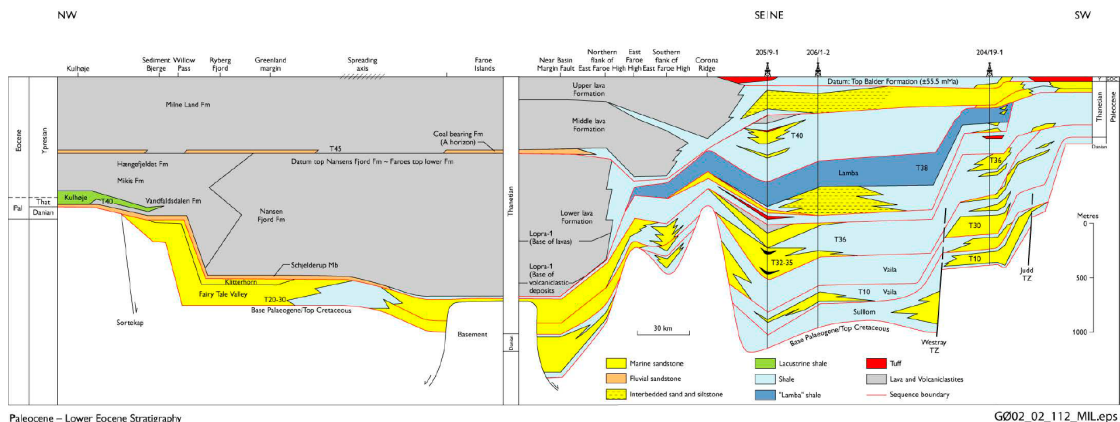 NW
SE
NE
SW
Kulhøje
Sediment
Bjerge
Willow
Pass
Ryberg
Fjord
Greenland
margin
Spreading
axis
Faroe
Islands
Near Basin
Margin Fault
Northern
flank of
East Faroe High
East
Faroe
High
Southern
flank of
East Faroe High
Corona
Ridge
205/9-1
206/1-2
204/19-1
Eocene
Ypresian
Pal
That
Danian
Milne Land Fm
Coal bearing Fm
(A horizon)
T45
Datum top Nansens Fjord Fm ~ Faroes top lower Fm
Hængefjeldet Fm
Mikis Fm
Kulhøje
T40
Vandfaldsdalen Fm
Nansen
Fjord Fm
Schjelderup Mb
Klitterhorn
Fairy Tale Valley
T20-30
Base Palaeogene/Top Cretaceous
Sortekap
Basement
Thanetian
Danian
Upper lava
Formation
Middle lava
Formation
Lower lava
Formation
Lopra-1
(Base of lavas)
Lopra-1
(Base of
volcaniclastic
deposits
Datum: Top Balder Formation (±55.5 mMa)
T40
Lamba
T38
T36
T36
T32-35
T30
Vaila
T10
Vaila
T10
Sullom
Base Palaeogene/Top Cretaceous
Westray
TZ
Judd
TZ
Thanetian
Paleocene
Danian
Metres
0
500
1000
30 km
Marine sandstone
Fluvial sandstone
Interbedded sand and siltstone
Lacustrine shale
Shale
"Lamba" shale
Tuff
Lava and Volcaniclastites
Sequence boundary
Paleocene – Lower Eocene Stratigraphy
GØ02_02_112_MIL.eps